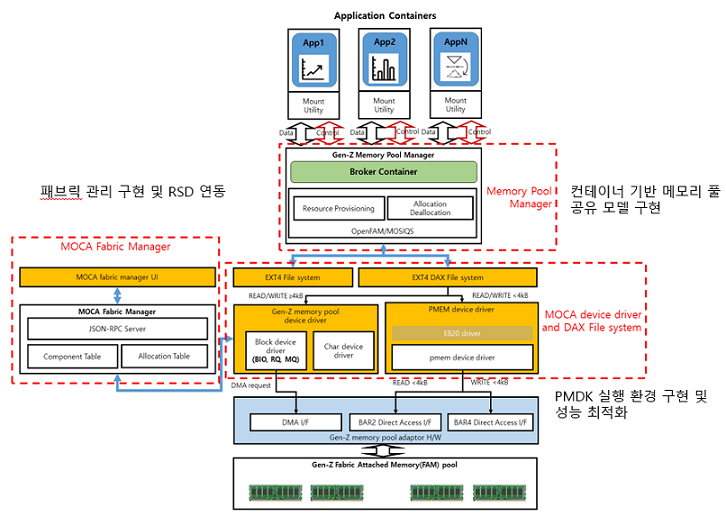 Application Containers
App1
App2
AppN
Mount
Utility
Mount
Utility
Mount
Utility
Data
Control
Data
Control
Data
Control
Gen-Z Memory Pool Manager
Broker Container
Resource Provisioning
Allocation
Deallocation
OpenFAM/MOSIQS
Memory Pool
Manager
패브릭 관리 구현 및 RSD 연동
컨테이너 기반 메모리 풀
공유 모델 구현
MOCA Fabric Manager
MOCA fabric manager UI
MOCA Fabric Manager
JSON-RPC Server
Component Table
Allocation Table
EXT4 File system
EXT4 DAX File system
READ/WRITE ≥4kB
READ/WRITE <4kB
Gen-Z memory pool
device driver
Block device
driver
(BIO, RQ, MQ)
Char device
driver
PMEM device driver
E820 driver
pmem device driver
MOCA device driver
and DAX File system
DMA request
READ <4kB
WRITE <4kB
PMDK 실행 환경 구현 및
성능 최적화
DMA I/F
BAR2 Direct Access I/F
BAR4 Direct Access I/F
Gen-Z memory pool adaptor H/W
Gen-Z Fabric Attached Memory(FAM) pool